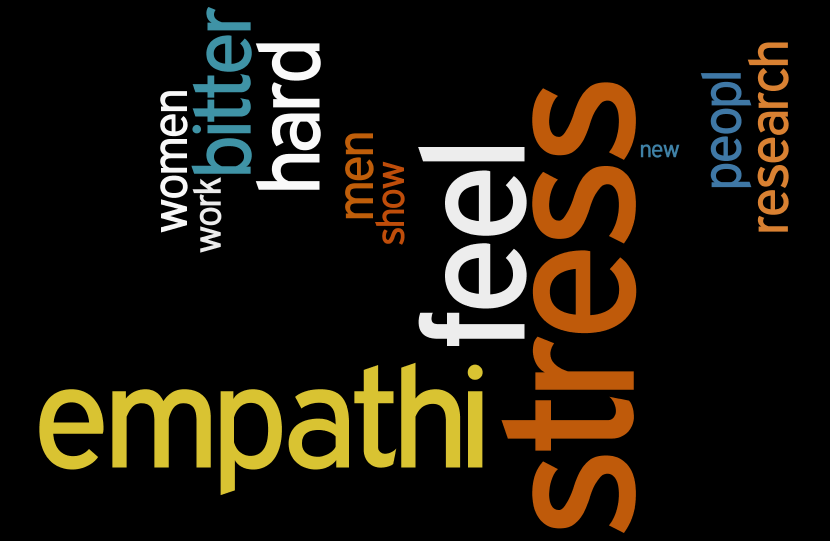 women
work
bitter
hard
men
show
feel
stress
new
peopl
research
empathi